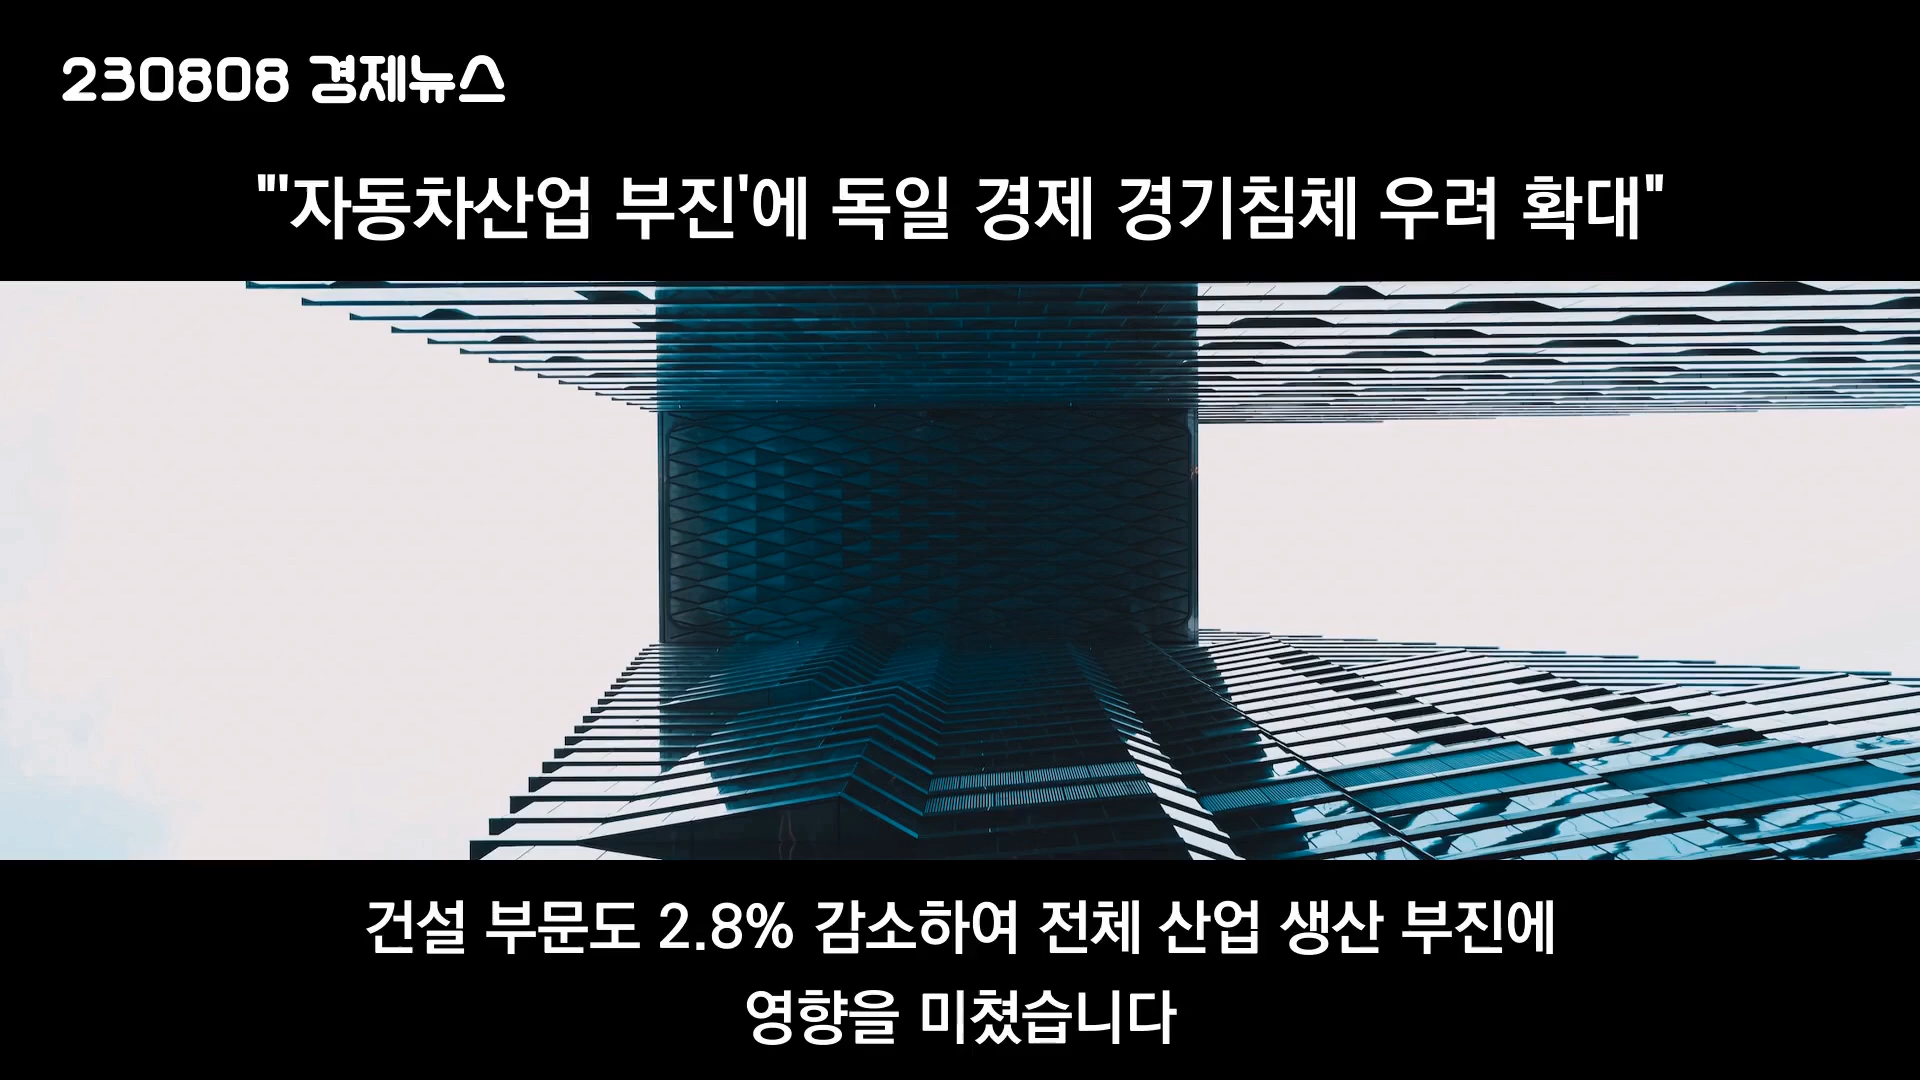 230808 경제뉴스
"'자동차산업 부진'에 독일 경제 경기침체 우려 확대"
건설 부문도 2.8% 감소하여 전체 산업 생산 부진에
영향을 미쳤습니다